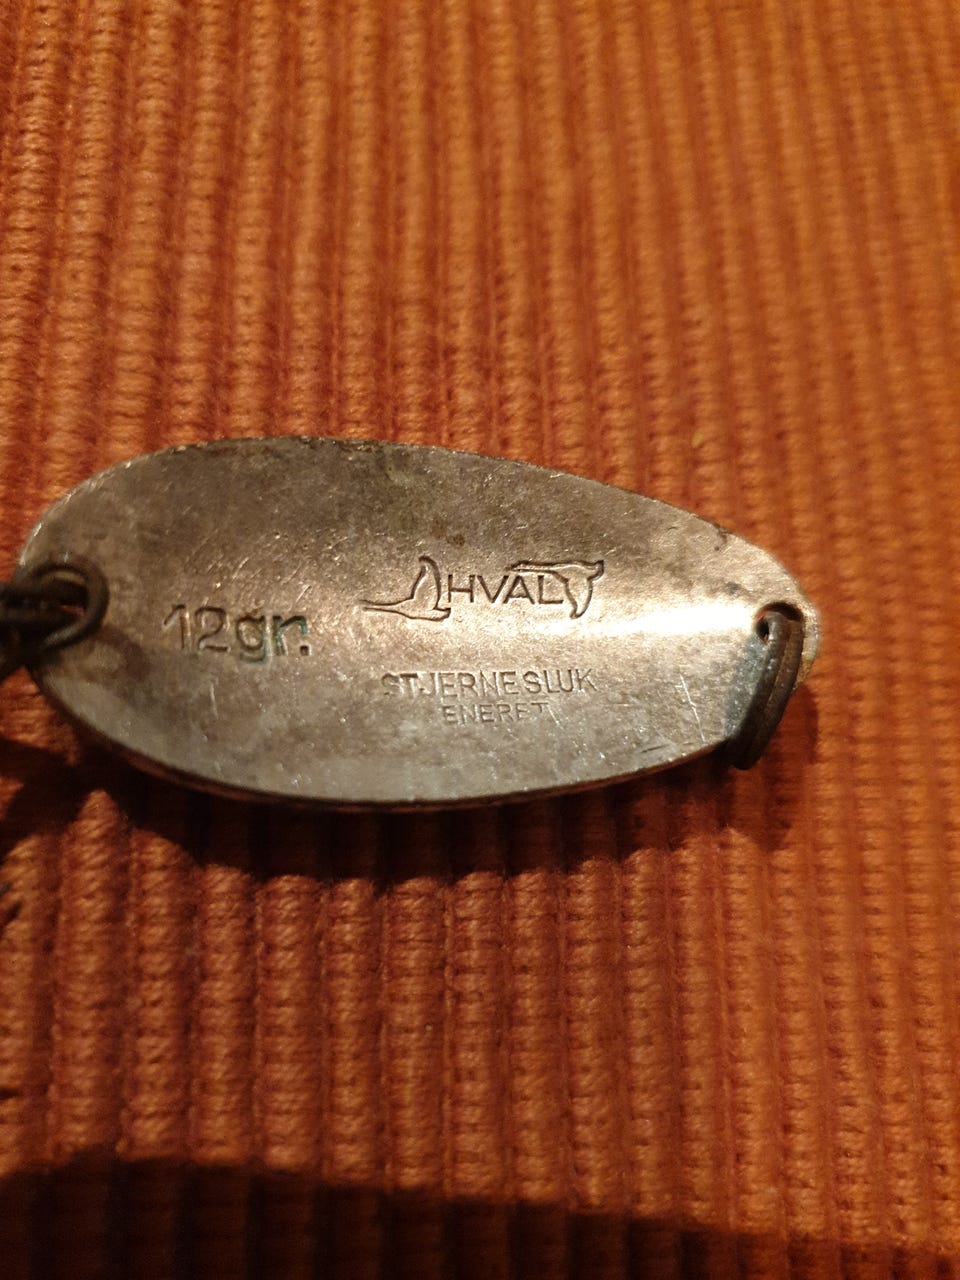 HVAL
12gr.
STJERNESLUK
ENERET